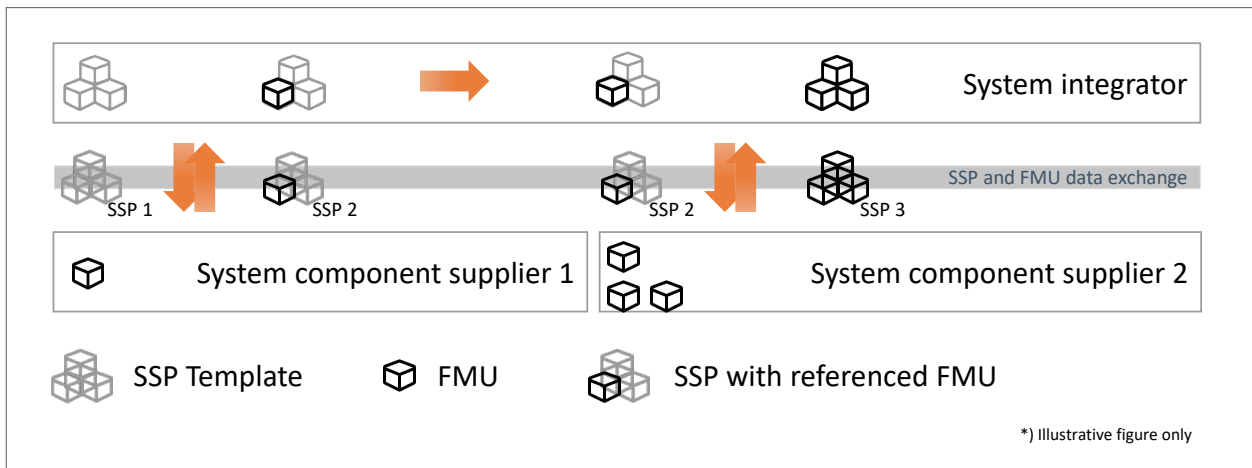 System integrator
SSP and FMU data exchange
SSP 1
SSP 2
SSP 2
SSP 3
System component supplier 1
System component supplier 2
SSP Template
FMU
SSP with referenced FMU
*) Illustrative figure only